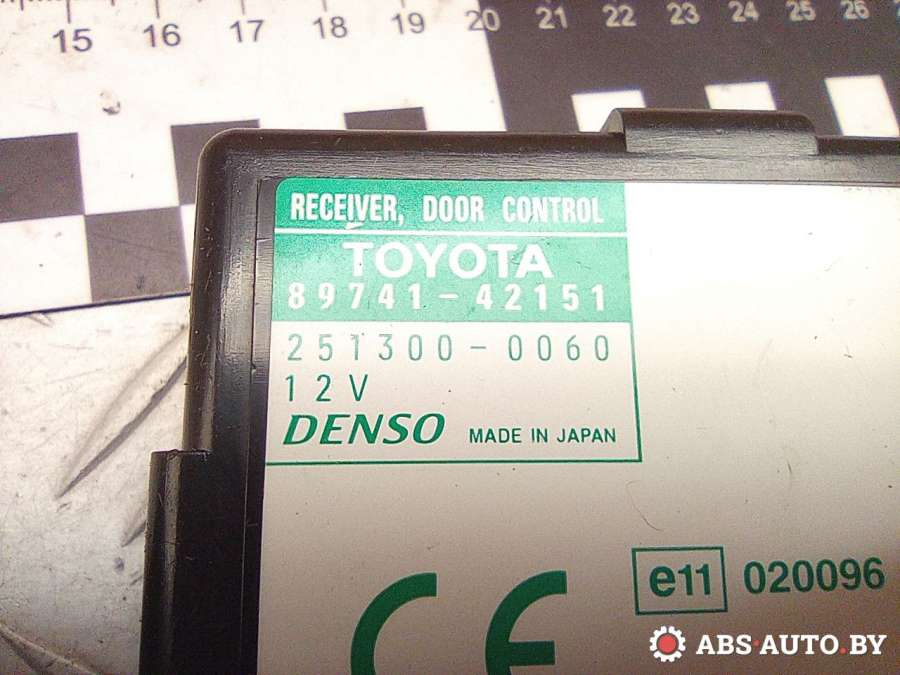 15 16 17 18 19 20 21 22 23 24 25 26
RECEIVER, DOOR CONTROL
TOYOTA
89741-42151
251300-0060
12V
DENSO MADE IN JAPAN
e11 020096
CE
ABS-AUTO.BY